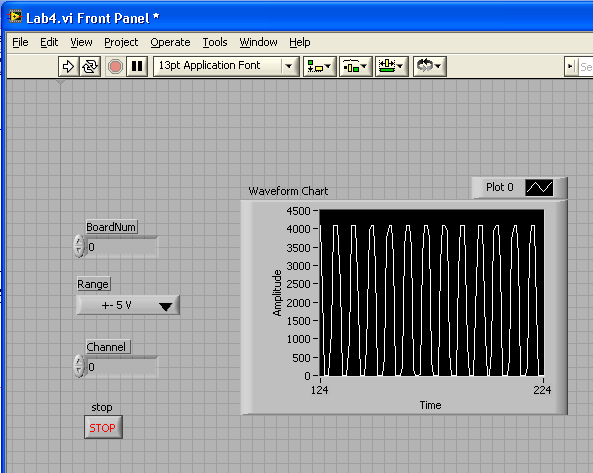 Lab4.vi Front Panel *
File Edit View Project Operate Tools Window Help
13pt Application Font
Se
Plot 0
Waveform Chart
4500
4000
3500
3000
2500
2000
1500
1000
500
0
Amplitude
124
224
Time
BoardNum
0
Range
+- 5 V
Channel
0
stop
STOP